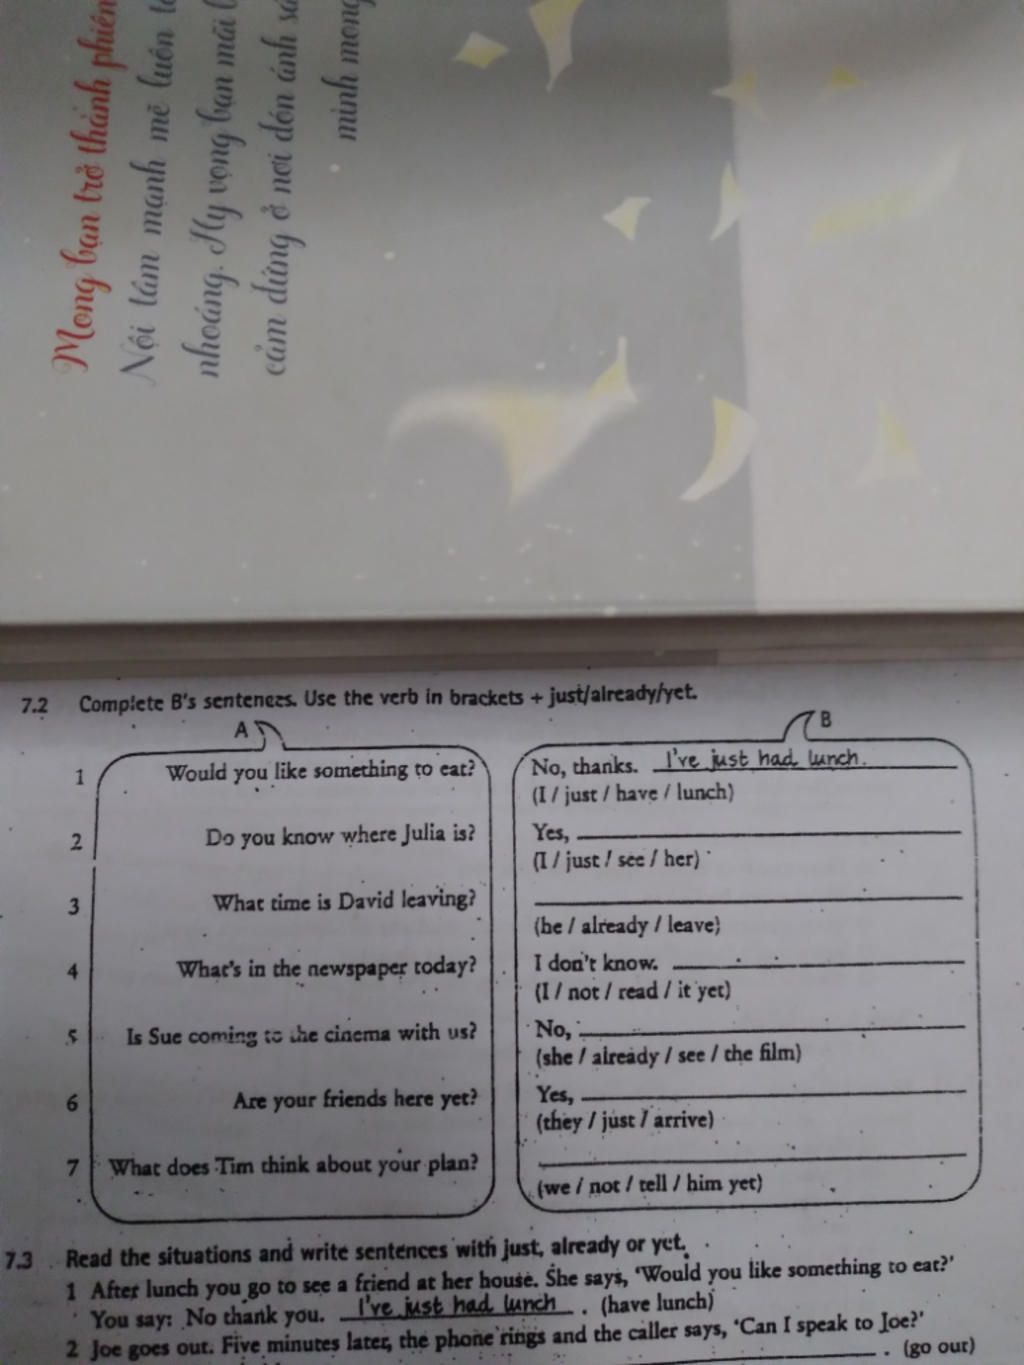 Mong bạn trở thành phiên
Nội tâm mạnh mẽ luôn
nhoáng. Hy vọng bạn mãi
cảm đứng ở nơi đón ánh
mình mong
7.2 Complete B's sentences. Use the verb in brackets + just/already/yet.
A
B
1 Would you like something to eat?
No, thanks. I've just had lunch.
(I / just / have / lunch)
2 Do you know where Julia is?
Yes,
(I / just / see / her)
3 What time is David leaving?
(he / already / leave)
4 What's in the newspaper today?
I don't know.
(I / not / read / it yet)
5 Is Sue coming to the cinema with us?
No,
(she / already / see / the film)
6 Are your friends here yet?
Yes,
(they / just / arrive)
7 What does Tim think about your plan?
(we / not / tell / him yet)
7.3 Read the situations and write sentences with just, already or yet.
1 After lunch you go to see a friend at her house. She says, 'Would you like something to eat?'
You say: No thank you. I've just had lunch . (have lunch)
2 Joe goes out. Five minutes later, the phone rings and the caller says, 'Can I speak to Joe?'
. (go out)